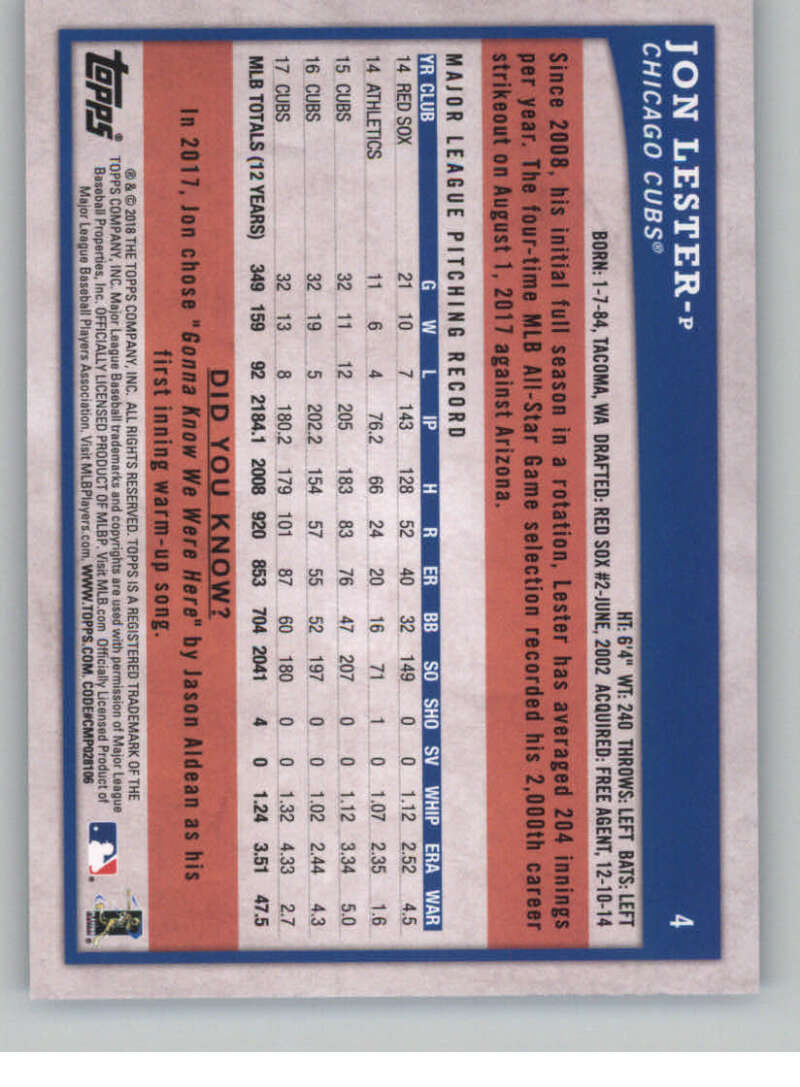 JON LESTER-P
4
CHICAGO CUBS®
HT: 6'4" WT: 240 THROWS: LEFT BATS: LEFT
BORN: 1-7-84, TACOMA, WA DRAFTED: RED SOX #2-JUNE, 2002 ACQUIRED: FREE AGENT, 12-10-14
Since 2008, his initial full season in a rotation, Lester has averaged 204 innings
per year. The four-time MLB All-Star Game selection recorded his 2,000th career
strikeout on August 1, 2017 against Arizona.
MAJOR LEAGUE PITCHING RECORD
YR CLUB G W L IP H R ER BB SO SHO SV WHIP ERA WAR
14 RED SOX 21 10 7 143 128 52 40 32 149 0 0 1.12 2.52 4.5
14 ATHLETICS 11 6 4 76.2 66 24 20 16 71 1 0 1.07 2.35 1.6
15 CUBS 32 11 12 205 183 83 76 47 207 0 0 1.12 3.34 5.0
16 CUBS 32 19 5 202.2 154 57 55 52 197 0 0 1.02 2.44 4.3
17 CUBS 32 13 8 180.2 179 101 87 60 180 0 0 1.32 4.33 2.7
MLB TOTALS (12 YEARS) 349 159 92 2184.1 2008 920 853 704 2041 4 0 1.24 3.51 47.5
DID YOU KNOW?
In 2017, Jon chose "Gonna Know We Were Here" by Jason Aldean as his
first inning warm-up song.
topps®
® & © 2018 THE TOPPS COMPANY, INC. ALL RIGHTS RESERVED. TOPPS IS A REGISTERED TRADEMARK OF THE
TOPPS COMPANY, INC. Major League Baseball trademarks and copyrights are used with permission of Major League
Baseball Properties, Inc. OFFICIALLY LICENSED PRODUCT OF MLBP. Visit MLB.com Officially Licensed Product of
Major League Baseball Players Association. Visit MLBPlayers.com. WWW.TOPPS.COM. CODE#CMP028106